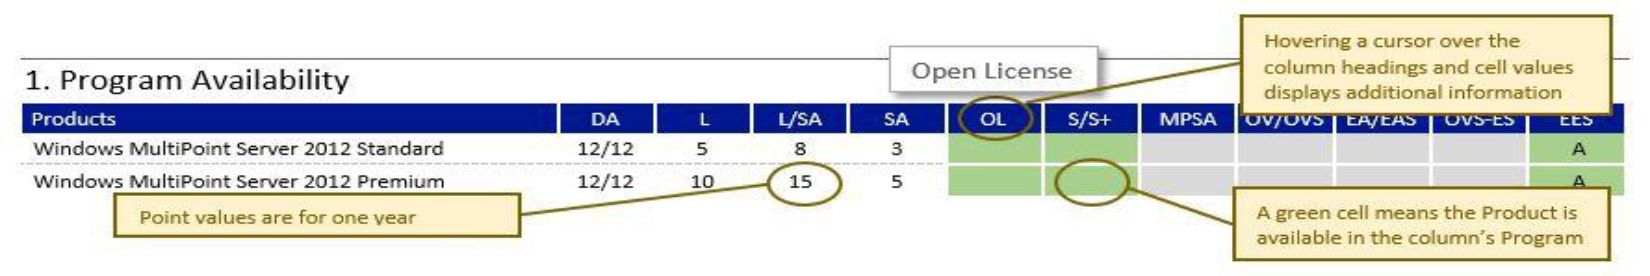 Hovering a cursor over the
column headings and cell values
displays additional information
Open License
1. Program Availability
Products DA L L/SA SA OL S/S+ MPSA OV/OVS EA/EAS OVS-ES EES
Windows MultiPoint Server 2012 Standard 12/12 5 8 3 A
Windows MultiPoint Server 2012 Premium 12/12 10 15 5 A
Point values are for one year
A green cell means the Product is
available in the column's Program